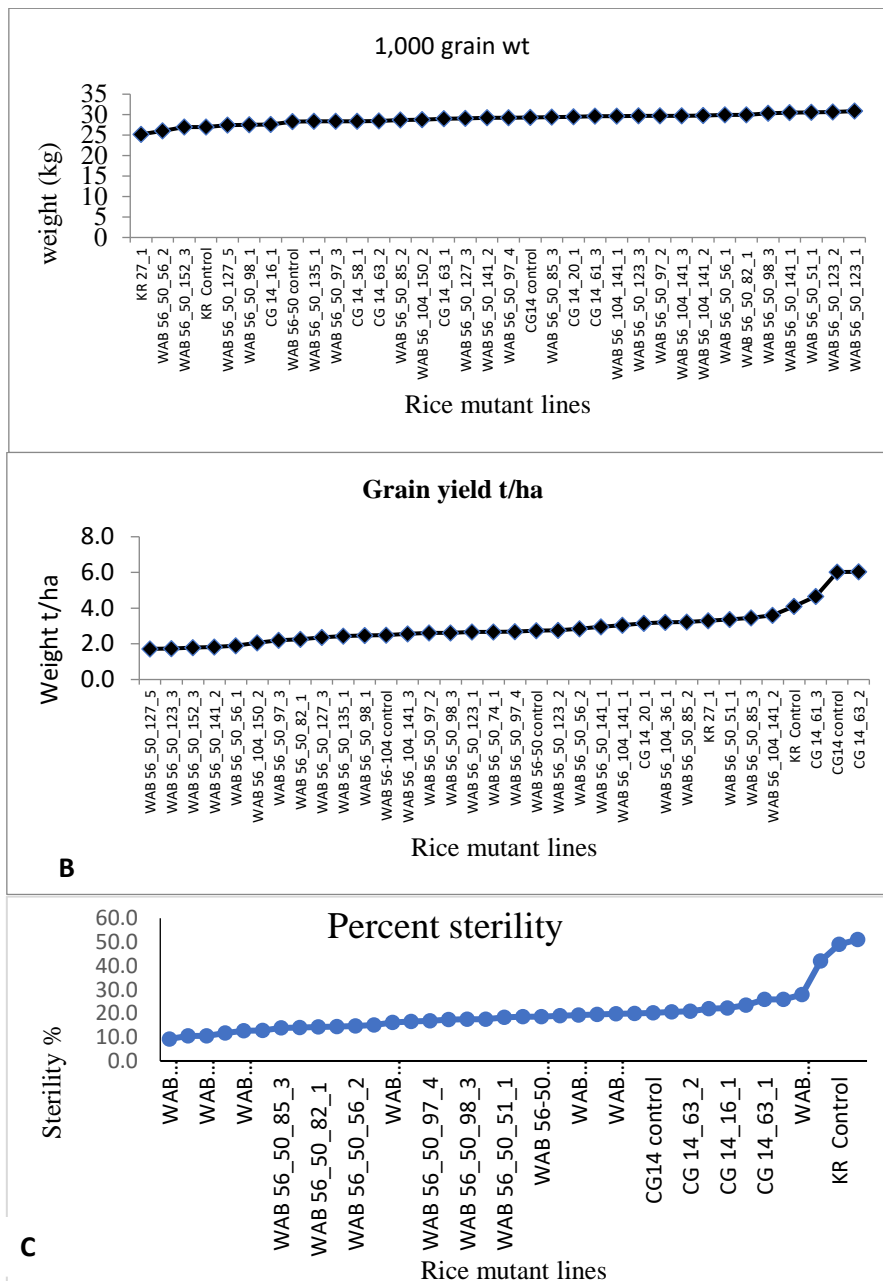 1,000 grain wt
weight (kg)
35
30
25
20
15
10
5
0
KR 27_1
WAB 56_50_56_2
WAB 56_50_152_3
KR Control
WAB 56_50_127_5
WAB 56_50_98_1
CG 14_16_1
WAB 56-50 control
WAB 56_50_135_1
WAB 56_50_97_3
CG 14_58_1
CG 14_63_2
WAB 56_50_85_2
WAB 56_104_150_2
CG 14_63_1
WAB 56_50_127_3
WAB 56_50_141_2
WAB 56_50_97_4
CG14 control
WAB 56_50_85_3
CG 14_20_1
CG 14_61_3
WAB 56_104_141_1
WAB 56_50_123_3
WAB 56_50_97_2
WAB 56_104_141_3
WAB 56_104_141_2
WAB 56_50_56_1
WAB 56_50_82_1
WAB 56_50_98_3
WAB 56_50_141_1
WAB 56_50_51_1
WAB 56_50_123_2
WAB 56_50_123_1
Rice mutant lines
Grain yield t/ha
Weight t/ha
8.0
6.0
4.0
2.0
0.0
WAB 56_50_127_5
WAB 56_50_123_3
WAB 56_50_152_3
WAB 56_50_141_2
WAB 56_50_56_1
WAB 56_104_150_2
WAB 56_50_97_3
WAB 56_50_82_1
WAB 56_50_127_3
WAB 56_50_135_1
WAB 56_50_98_1
WAB 56-104 control
WAB 56_104_141_3
WAB 56_50_97_2
WAB 56_50_98_3
WAB 56_50_123_1
WAB 56_50_74_1
WAB 56_50_97_4
WAB 56-50 control
WAB 56_50_123_2
WAB 56_50_56_2
WAB 56_50_141_1
WAB 56_104_141_1
CG 14_20_1
WAB 56_104_36_1
WAB 56_50_85_2
KR 27_1
WAB 56_50_51_1
WAB 56_50_85_3
WAB 56_104_141_2
KR Control
CG 14_61_3
CG14 control
CG 14_63_2
Rice mutant lines
B
Percent sterility
Sterility %
60.0
50.0
40.0
30.0
20.0
10.0
0.0
WAB…
WAB…
WAB…
WAB 56_50_85_3
WAB 56_50_82_1
WAB 56_50_56_2
WAB…
WAB 56_50_97_4
WAB 56_50_98_3
WAB 56_50_51_1
WAB 56-50…
WAB…
WAB…
CG14 control
CG 14_63_2
CG 14_16_1
CG 14_63_1
WAB…
KR Control
C
Rice mutant lines